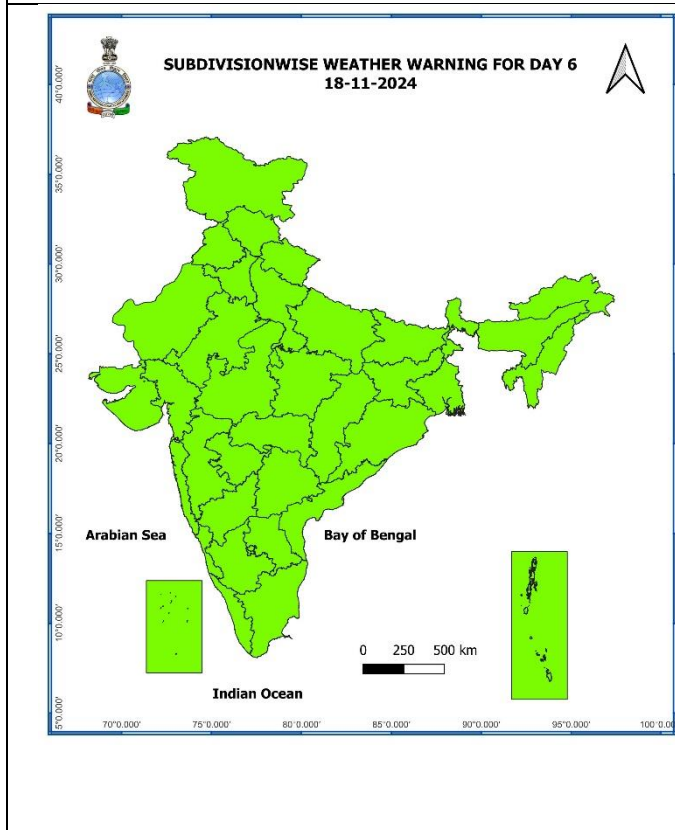 SUBDIVISIONWISE WEATHER WARNING FOR DAY 6
18-11-2024
40°0.000'
35°0.000'
30°0.000'
25°0.000'
20°0.000'
15°0.000'
10°0.000'
5°0.000'
Arabian Sea
Bay of Bengal
0 250 500 km
Indian Ocean
70°0.000' 75°0.000' 80°0.000' 85°0.000' 90°0.000' 95°0.000' 100°0.00